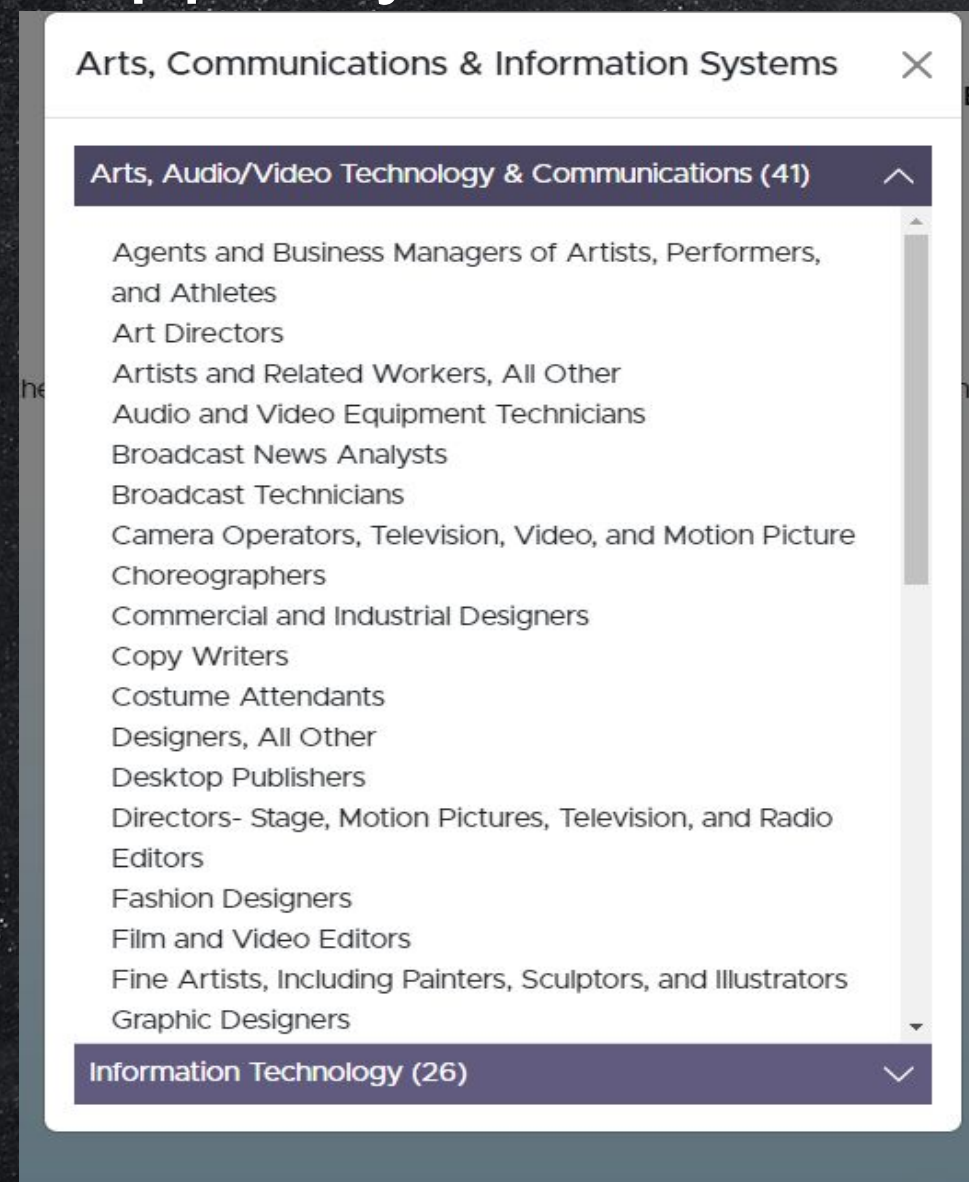 Arts, Communications & Information Systems
Arts, Audio/Video Technology & Communications (41)
Agents and Business Managers of Artists, Performers,
and Athletes
Art Directors
Artists and Related Workers, All Other
he
Audio and Video Equipment Technicians
Broadcast News Analysts
Broadcast Technicians
Camera Operators, Television, Video, and Motion Picture
Choreographers
Commercial and Industrial Designers
Copy Writers
Costume Attendants
Designers, All Other
Desktop Publishers
Directors- Stage, Motion Pictures, Television, and Radio
Editors
Fashion Designers
Film and Video Editors
Fine Artists, Including Painters, Sculptors, and Illustrators
Graphic Designers
Information Technology (26)